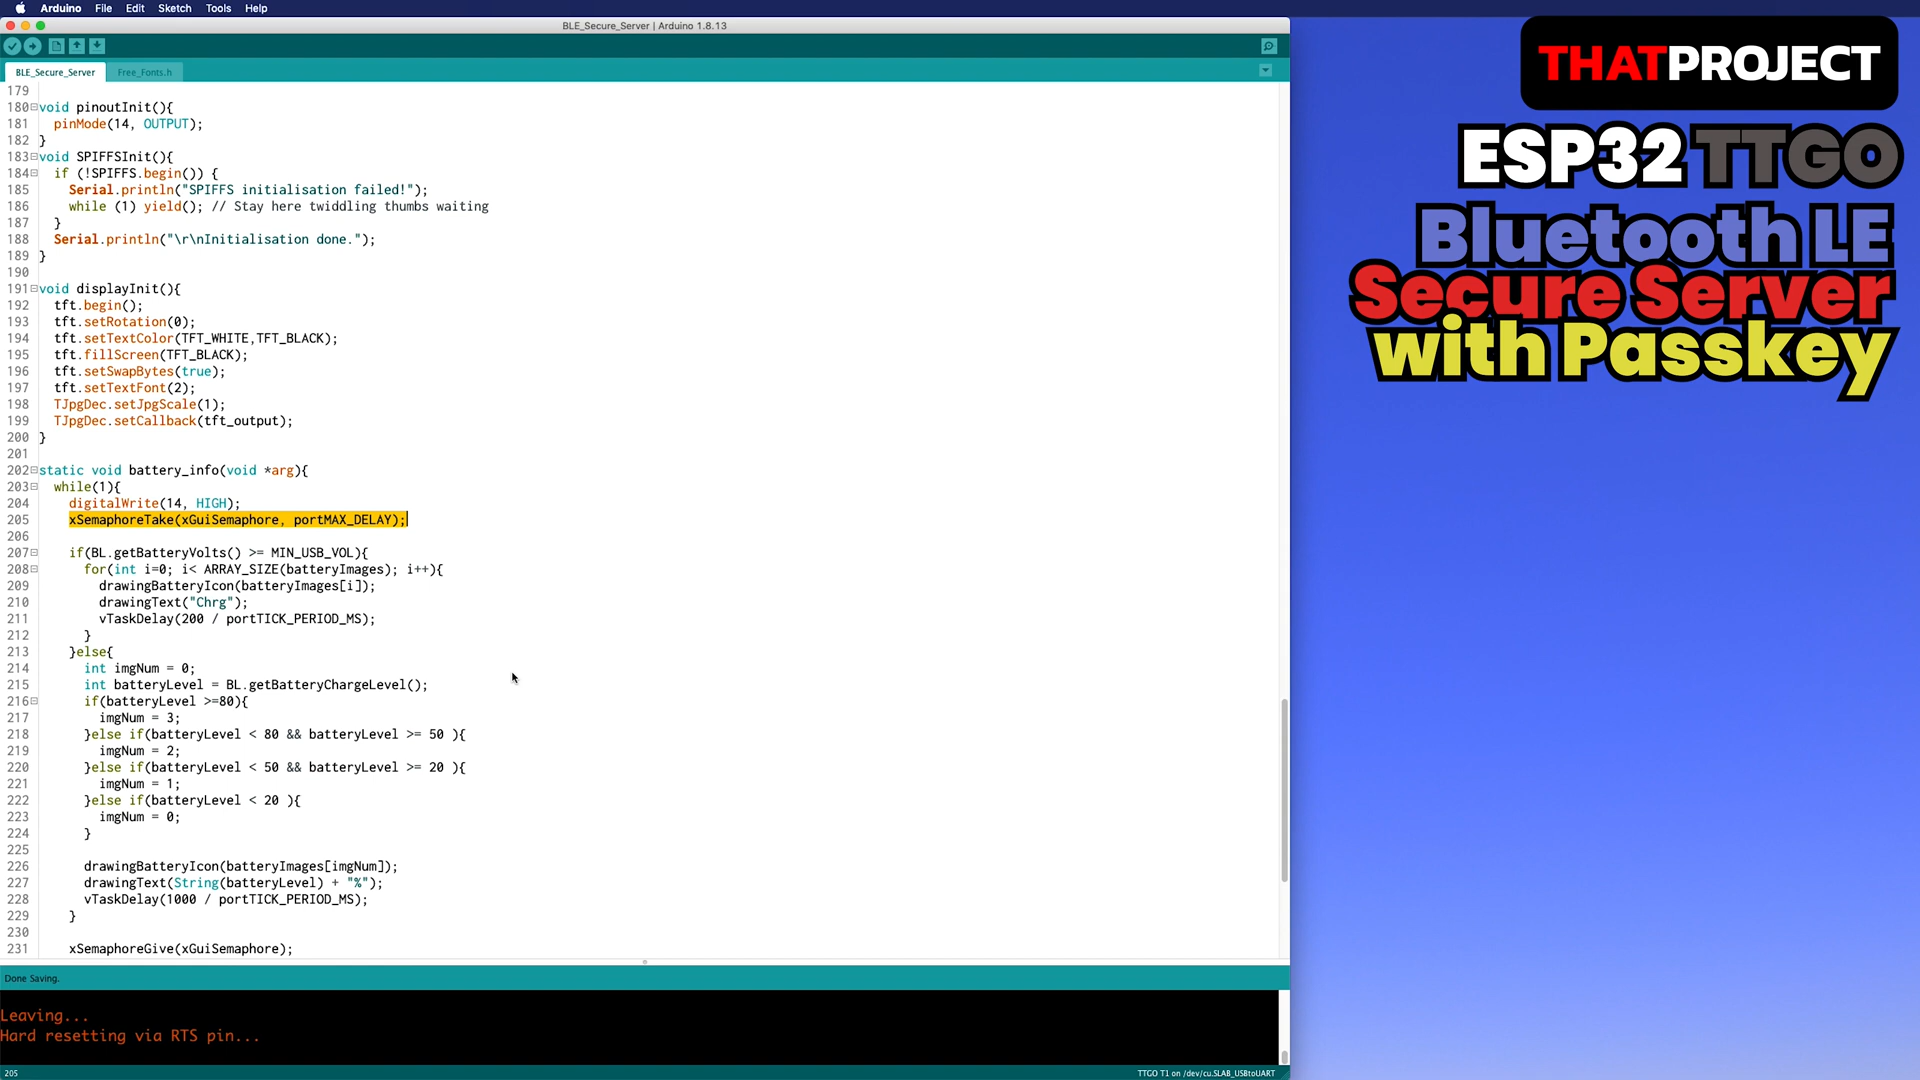 Arduino File Edit Sketch Tools Help
BLE_Secure_Server | Arduino 1.8.13
BLE_Secure_Server Free_Fonts.h
179
180 void pinoutInit(){
181 pinMode(14, OUTPUT);
182 }
183 void SPIFFSInit(){
184 if (!SPIFFS.begin()) {
185 Serial.println("SPIFFS initialisation failed!");
186 while (1) yield(); // Stay here twiddling thumbs waiting
187 }
188 Serial.println("\r\nInitialisation done.");
189 }
190
191 void displayInit(){
192 tft.begin();
193 tft.setRotation(0);
194 tft.setTextColor(TFT_WHITE,TFT_BLACK);
195 tft.fillScreen(TFT_BLACK);
196 tft.setSwapBytes(true);
197 tft.setTextFont(2);
198 TJpgDec.setJpgScale(1);
199 TJpgDec.setCallback(tft_output);
200 }
201
202 static void battery_info(void *arg){
203 while(1){
204 digitalWrite(14, HIGH);
205 xSemaphoreTake(xGuiSemaphore, portMAX_DELAY);
206
207 if(BL.getBatteryVolts() >= MIN_USB_VOL){
208 for(int i=0; i< ARRAY_SIZE(batteryImages); i++){
209 drawingBatteryIcon(batteryImages[i]);
210 drawingText("Chrg");
211 vTaskDelay(200 / portTICK_PERIOD_MS);
212 }
213 }else{
214 int imgNum = 0;
215 int batteryLevel = BL.getBatteryChargeLevel();
216 if(batteryLevel >=80){
217 imgNum = 3;
218 }else if(batteryLevel < 80 && batteryLevel >= 50 ){
219 imgNum = 2;
220 }else if(batteryLevel < 50 && batteryLevel >= 20 ){
221 imgNum = 1;
222 }else if(batteryLevel < 20 ){
223 imgNum = 0;
224 }
225
226 drawingBatteryIcon(batteryImages[imgNum]);
227 drawingText(String(batteryLevel) + "%");
228 vTaskDelay(1000 / portTICK_PERIOD_MS);
229 }
230
231 xSemaphoreGive(xGuiSemaphore);
Done Saving.
Leaving...
Hard resetting via RTS pin...
205
TTGO T1 on /dev/cu.SLAB_USBtoUART
THATPROJECT
ESP32 TTGO
Bluetooth LE
Secure Server
with Passkey